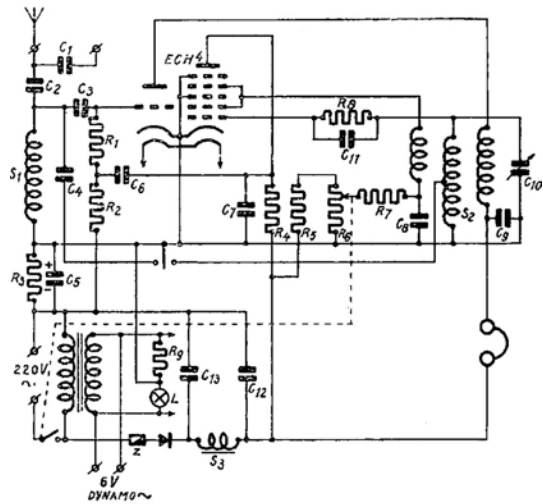 C1
ECH4
C2
C3
R8
S1
R1
C11
C4
C6
C10
C7
R4
R5
R6
R7
C8
S2
C9
R2
R3
+
C5
−
R9
C13
C12
220V
~
L
Z
S3
6V
DYNAMO ~